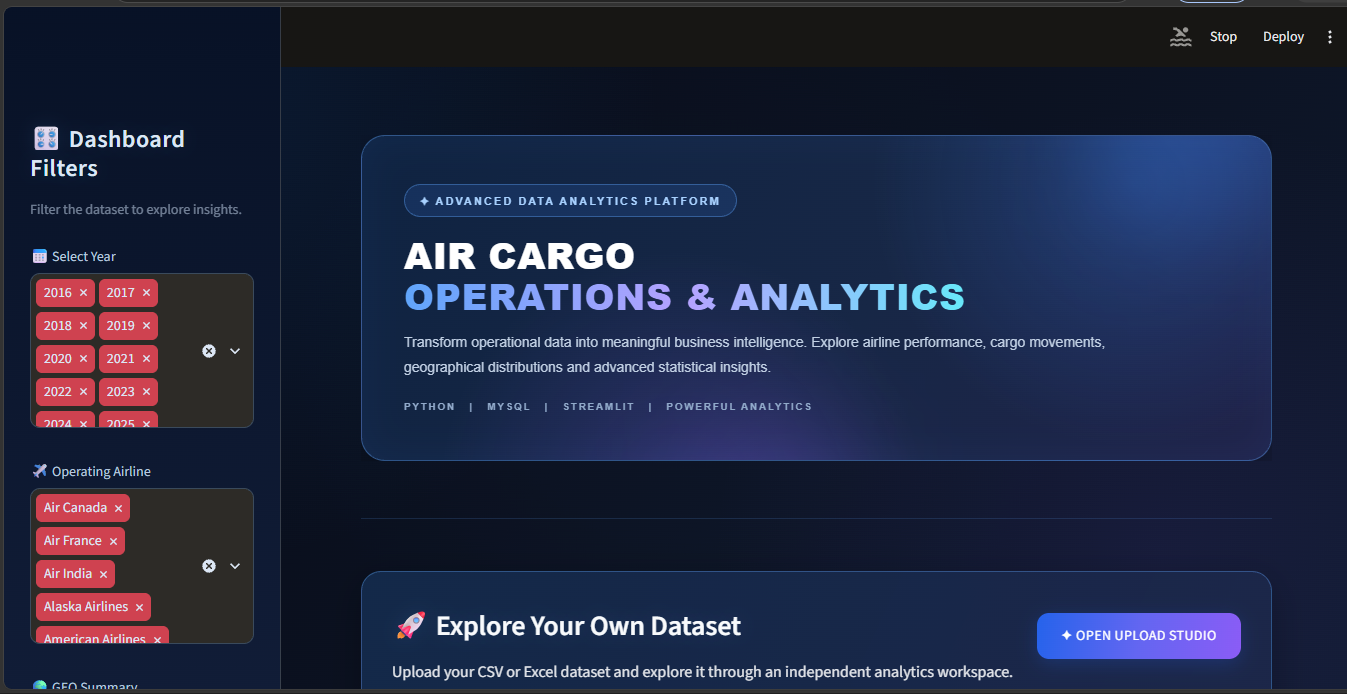 Stop
Deploy
Dashboard
Filters
Filter the dataset to explore insights.
Select Year
2016 ×
2017 ×
2018 ×
2019 ×
2020 ×
2021 ×
2022 ×
2023 ×
2024 ×
2025 ×
Operating Airline
Air Canada ×
Air France ×
Air India ×
Alaska Airlines ×
American Airlines ×
GEO Summary
✦ ADVANCED DATA ANALYTICS PLATFORM
AIR CARGO
OPERATIONS & ANALYTICS
Transform operational data into meaningful business intelligence. Explore airline performance, cargo movements,
geographical distributions and advanced statistical insights.
PYTHON | MYSQL | STREAMLIT | POWERFUL ANALYTICS
Explore Your Own Dataset
Upload your CSV or Excel dataset and explore it through an independent analytics workspace.
✦ OPEN UPLOAD STUDIO